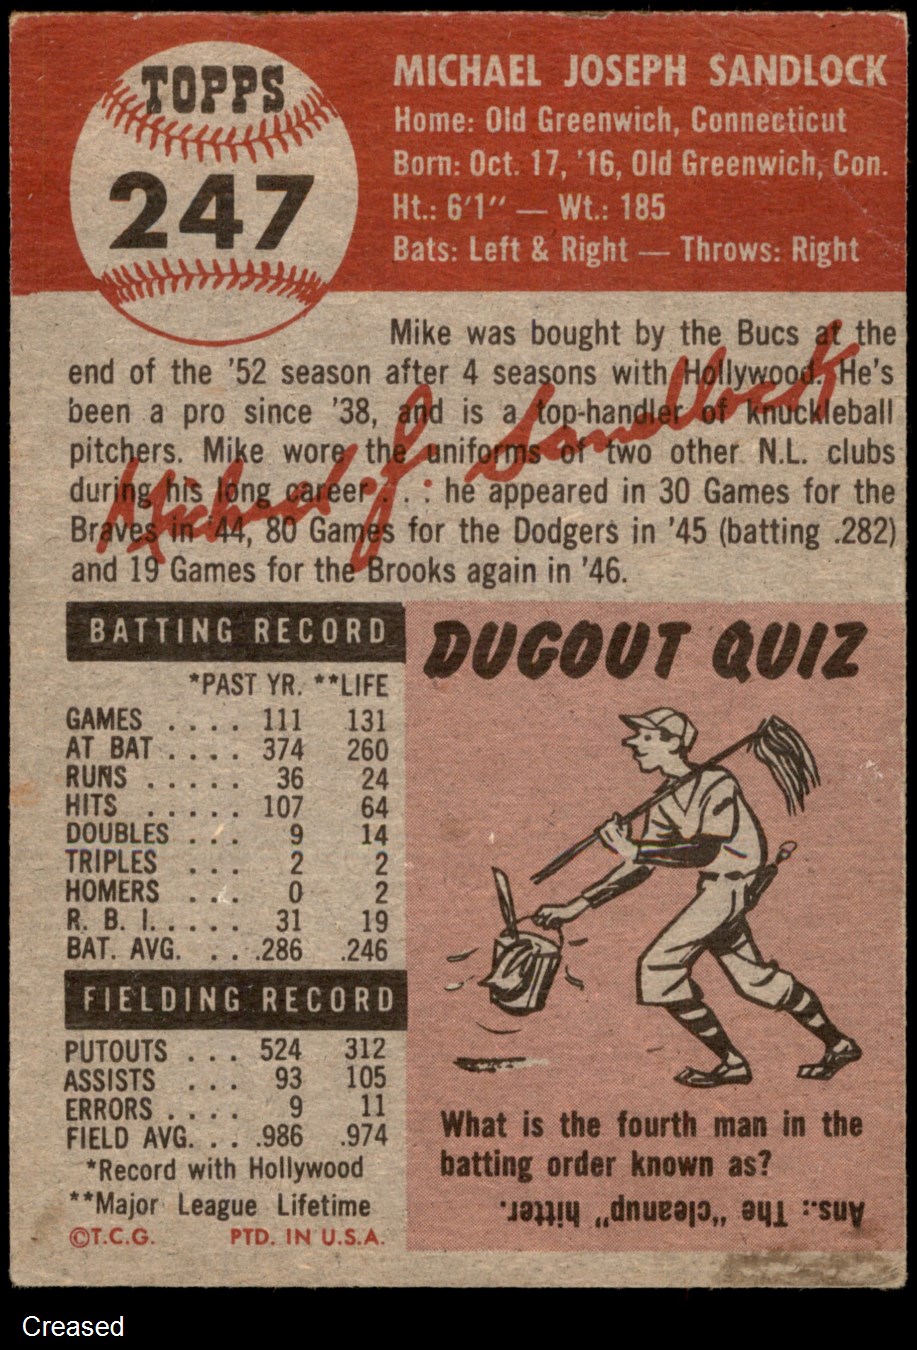 TOPPS
247
MICHAEL JOSEPH SANDLOCK
Home: Old Greenwich, Connecticut
Born: Oct. 17, '16, Old Greenwich, Con.
Ht.: 6'1" — Wt.: 185
Bats: Left & Right — Throws: Right
Mike was bought by the Bucs at the
end of the '52 season after 4 seasons with Hollywood. He's
been a pro since '38, and is a top-handler of knuckleball
pitchers. Mike wore the uniforms of two other N.L. clubs
during his long career . . : he appeared in 30 Games for the
Braves in '44, 80 Games for the Dodgers in '45 (batting .282)
and 19 Games for the Brooks again in '46.
Michael J. Sandlock
BATTING RECORD
*PAST YR. **LIFE
GAMES . . . . 111 131
AT BAT . . . . 374 260
RUNS . . . . . 36 24
HITS . . . . . 107 64
DOUBLES . . . 9 14
TRIPLES . . . 2 2
HOMERS . . . 0 2
R. B. I. . . . . 31 19
BAT. AVG. . . . .286 .246
FIELDING RECORD
PUTOUTS . . . 524 312
ASSISTS . . . 93 105
ERRORS . . . . 9 11
FIELD AVG. . . .986 .974
*Record with Hollywood
**Major League Lifetime
©T.C.G. PTD. IN U.S.A.
DUGOUT QUIZ
What is the fourth man in the
batting order known as?
Ans.: The "cleanup" hitter.
Creased